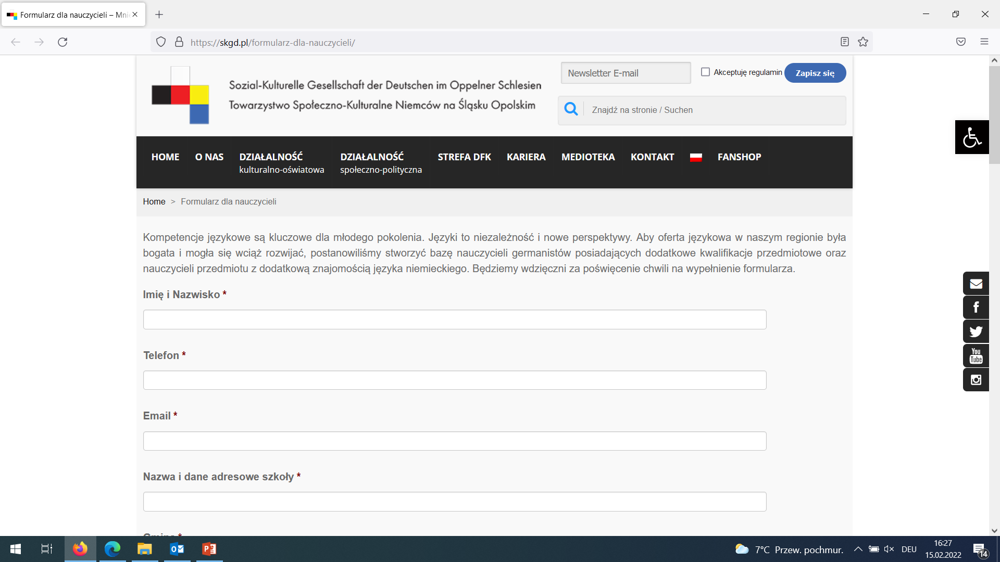 Formularz dla nauczycieli – Mni
https://skgd.pl/formularz-dla-nauczycieli/
Sozial-Kulturelle Gesellschaft der Deutschen im Oppelner Schlesien
Towarzystwo Społeczno-Kulturalne Niemców na Śląsku Opolskim
Newsletter E-mail
Akceptuję regulamin
Zapisz się
Znajdź na stronie / Suchen
HOME
O NAS
DZIAŁALNOŚĆ
kulturalno-oświatowa
DZIAŁALNOŚĆ
społeczno-polityczna
STREFA DFK
KARIERA
MEDIOTEKA
KONTAKT
FANSHOP
Home > Formularz dla nauczycieli
Kompetencje językowe są kluczowe dla młodego pokolenia. Języki to niezależność i nowe perspektywy. Aby oferta językowa w naszym regionie była
bogata i mogła się wciąż rozwijać, postanowiliśmy stworzyć bazę nauczycieli germanistów posiadających dodatkowe kwalifikacje przedmiotowe oraz
nauczycieli przedmiotu z dodatkową znajomością języka niemieckiego. Będziemy wdzięczni za poświęcenie chwili na wypełnienie formularza.
Imię i Nazwisko *
Telefon *
Email *
Nazwa i dane adresowe szkoły *
You
Tube
7°C Przew. pochmur.
DEU
16:27
15.02.2022
14